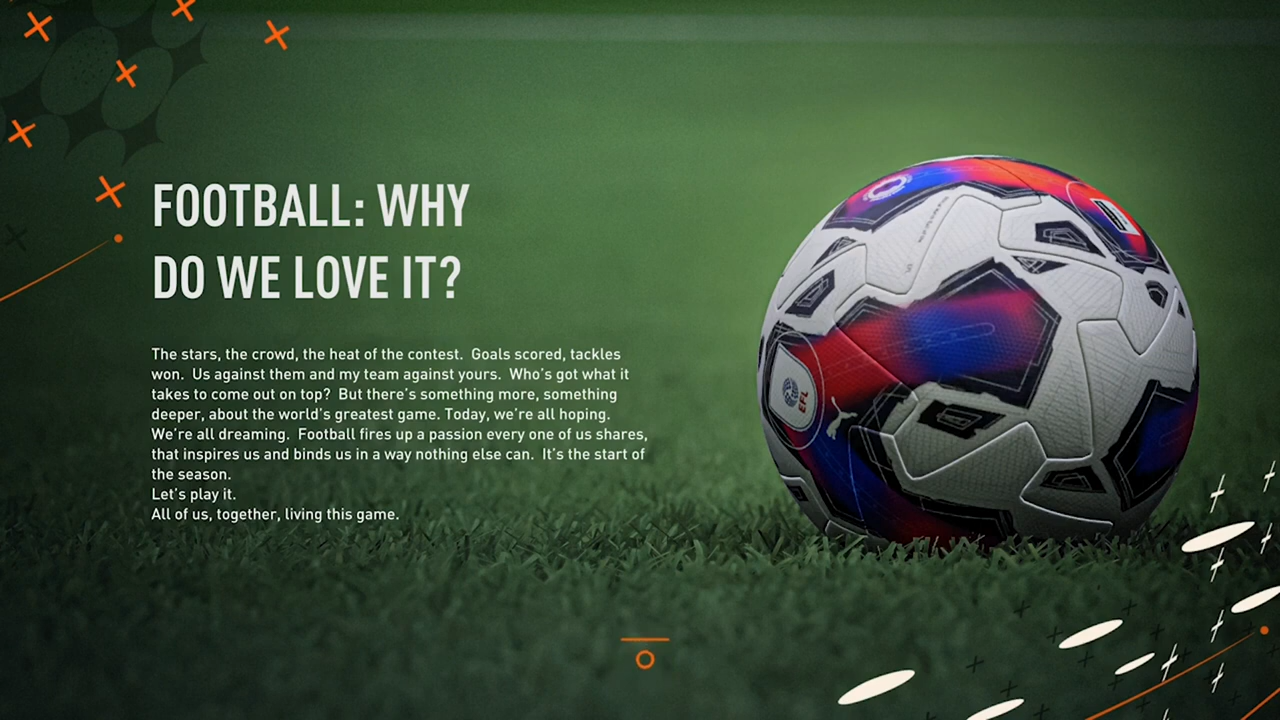 FOOTBALL: WHY
DO WE LOVE IT?
The stars, the crowd, the heat of the contest.  Goals scored, tackles
won.  Us against them and my team against yours.  Who's got what it
takes to come out on top?  But there's something more, something
deeper, about the world's greatest game. Today, we're all hoping.
We're all dreaming.  Football fires up a passion every one of us shares,
that inspires us and binds us in a way nothing else can.  It's the start of
the season.
Let's play it.
All of us, together, living this game.
EFL